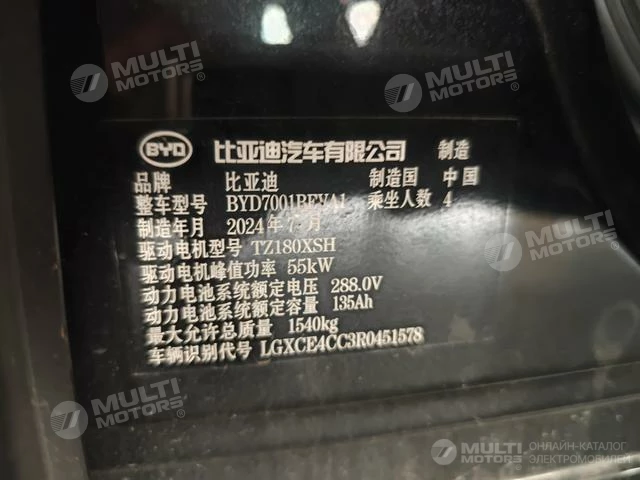 BYD 比亚迪汽车有限公司 制造
品牌 比亚迪 制造国 中国
整车型号 BYD7001BEVA1 乘坐人数 4
制造年月 2024年7月
驱动电机型号 TZ180XSH
驱动电机峰值功率 55kW
动力电池系统额定电压 288.0V
动力电池系统额定容量 135Ah
最大允许总质量 1540kg
车辆识别代号 LGXCE4CC3R0451578
MULTI MOTORS
MULTI MOTORS
MULTI MOTORS
MULTI MOTORS
MULTI MOTORS
MULTI MOTORS
MULTI MOTORS ОНЛАЙН-КАТАЛОГ
ЭЛЕКТРОМОБИЛЕЙ